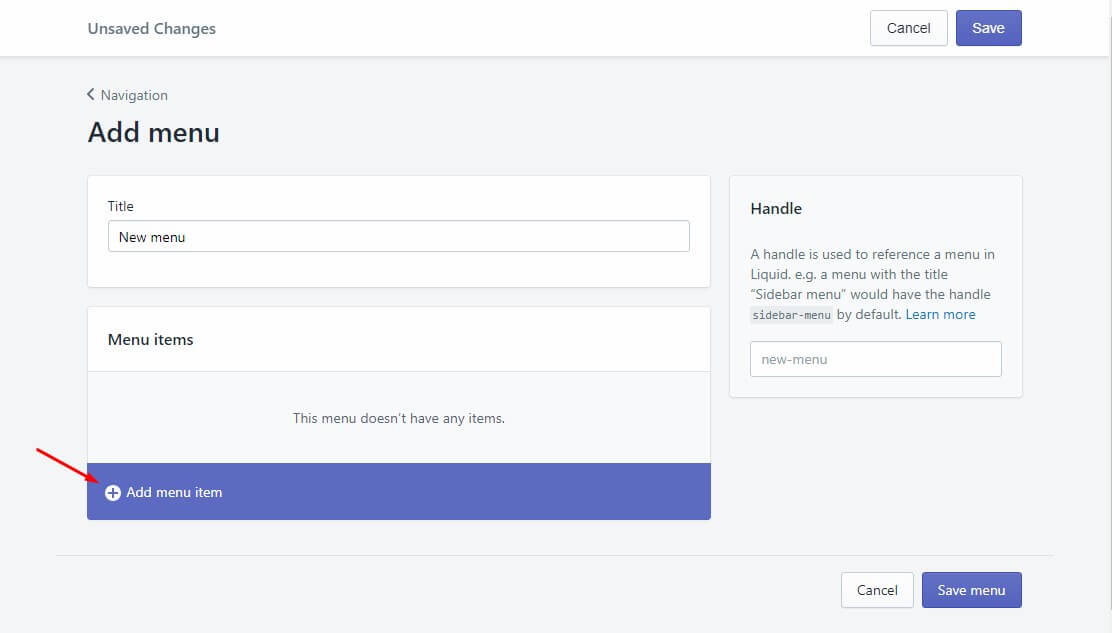 Unsaved Changes
Cancel
Save
Navigation
Add menu
Title
New menu
Menu items
This menu doesn’t have any items.
Add menu item
Handle
A handle is used to reference a menu in
Liquid. e.g. a menu with the title
“Sidebar menu” would have the handle
sidebar-menu by default. Learn more
new-menu
Cancel
Save menu